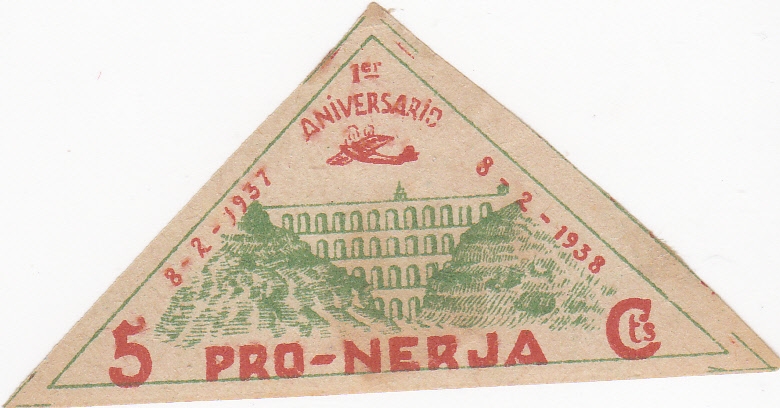 1er
ANIVERSARIO
8-2-1937
8-2-1938
5 PRO-NERJA Cts